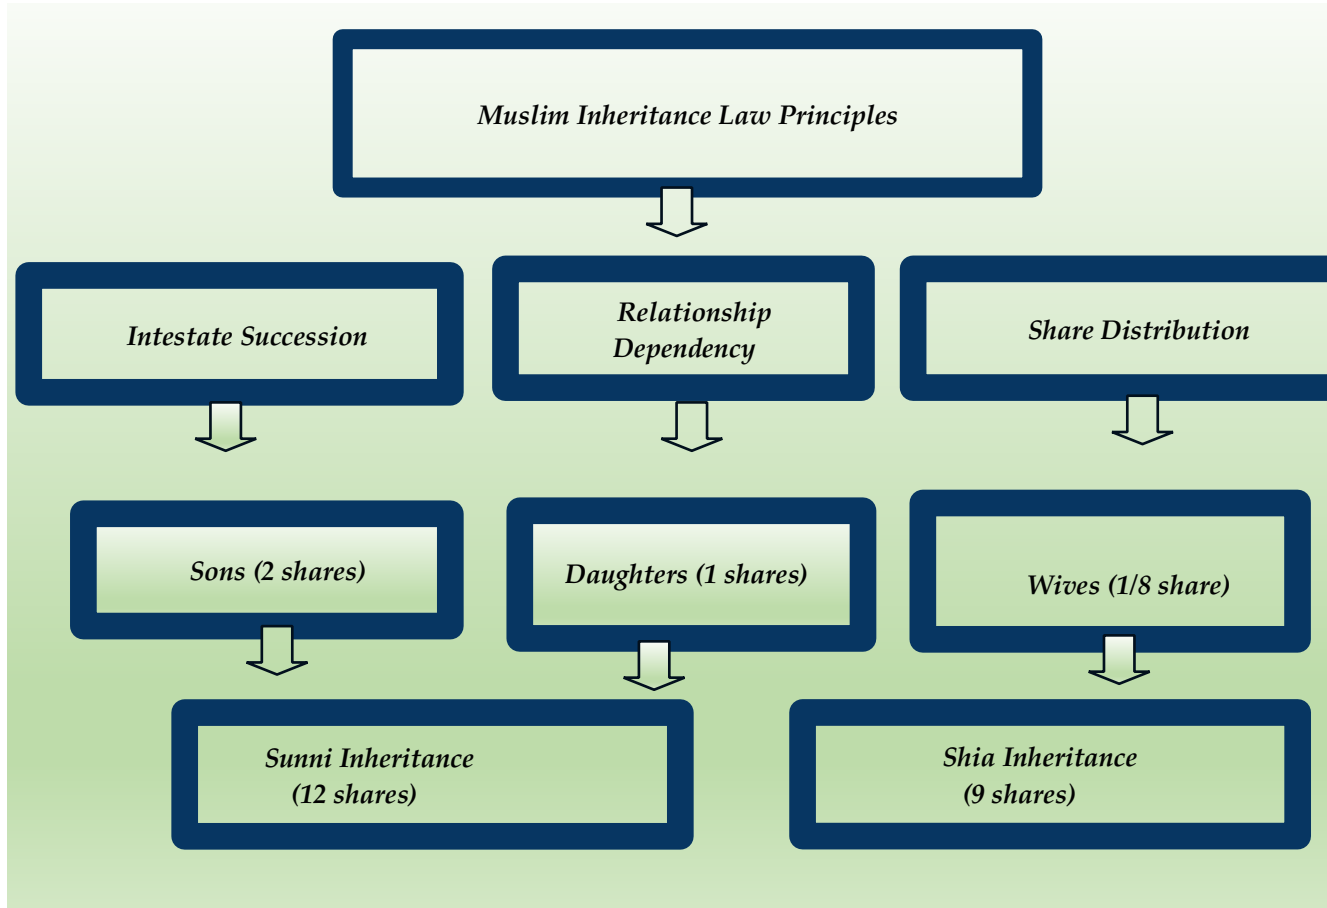 Muslim Inheritance Law Principles
Intestate Succession
Relationship
Dependency
Share Distribution
Sons (2 shares)
Daughters (1 shares)
Wives (1/8 share)
Sunni Inheritance
(12 shares)
Shia Inheritance
(9 shares)